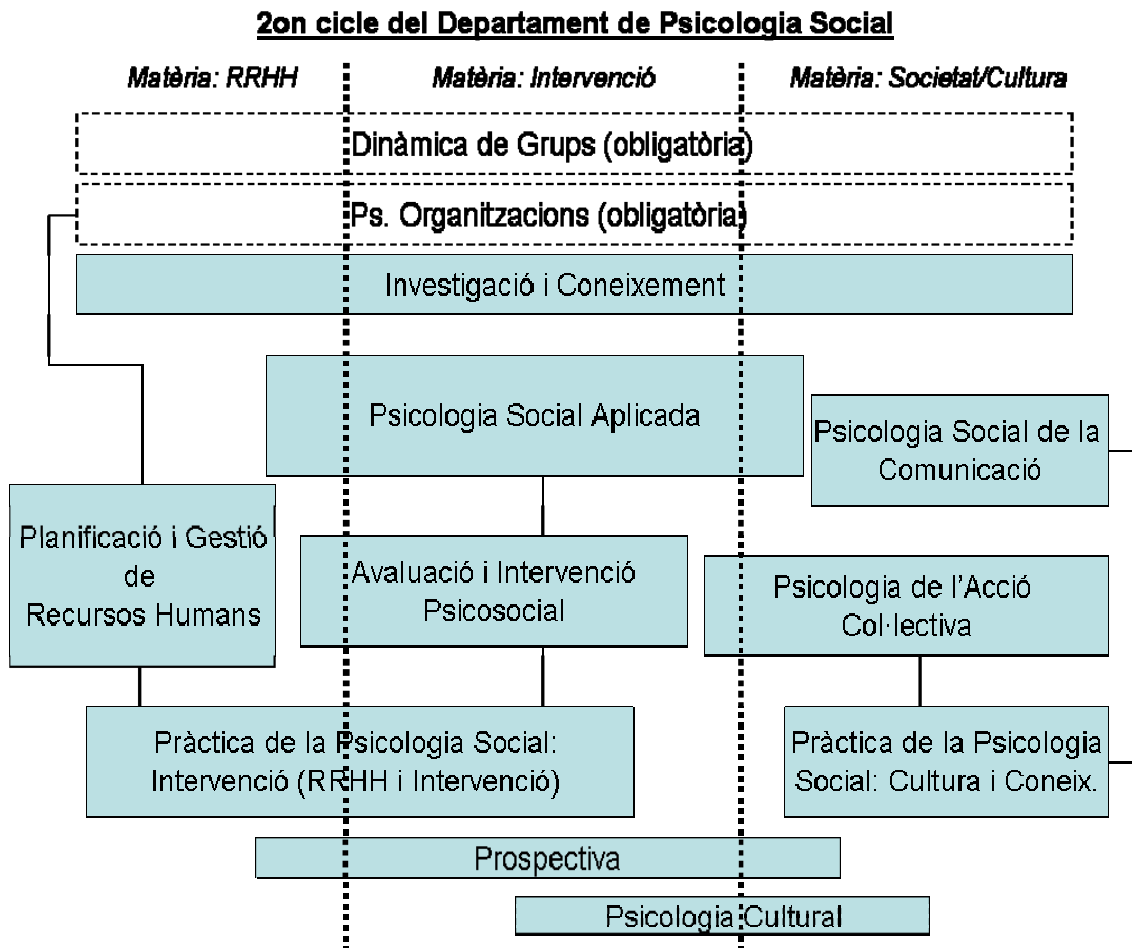 2on cicle del Departament de Psicologia Social
Matèria: RRHH
Matèria: Intervenció
Matèria: Societat/Cultura
Dinàmica de Grups (obligatòria)
Ps. Organitzacions (obligatòria)
Investigació i Coneixement
Psicologia Social Aplicada
Psicologia Social de la
Comunicació
Planificació i Gestió
de
Recursos Humans
Avaluació i Intervenció
Psicosocial
Psicologia de l'Acció
Col·lectiva
Pràctica de la Psicologia Social:
Intervenció (RRHH i Intervenció)
Pràctica de la Psicologia
Social: Cultura i Coneix.
Prospectiva
Psicologia Cultural